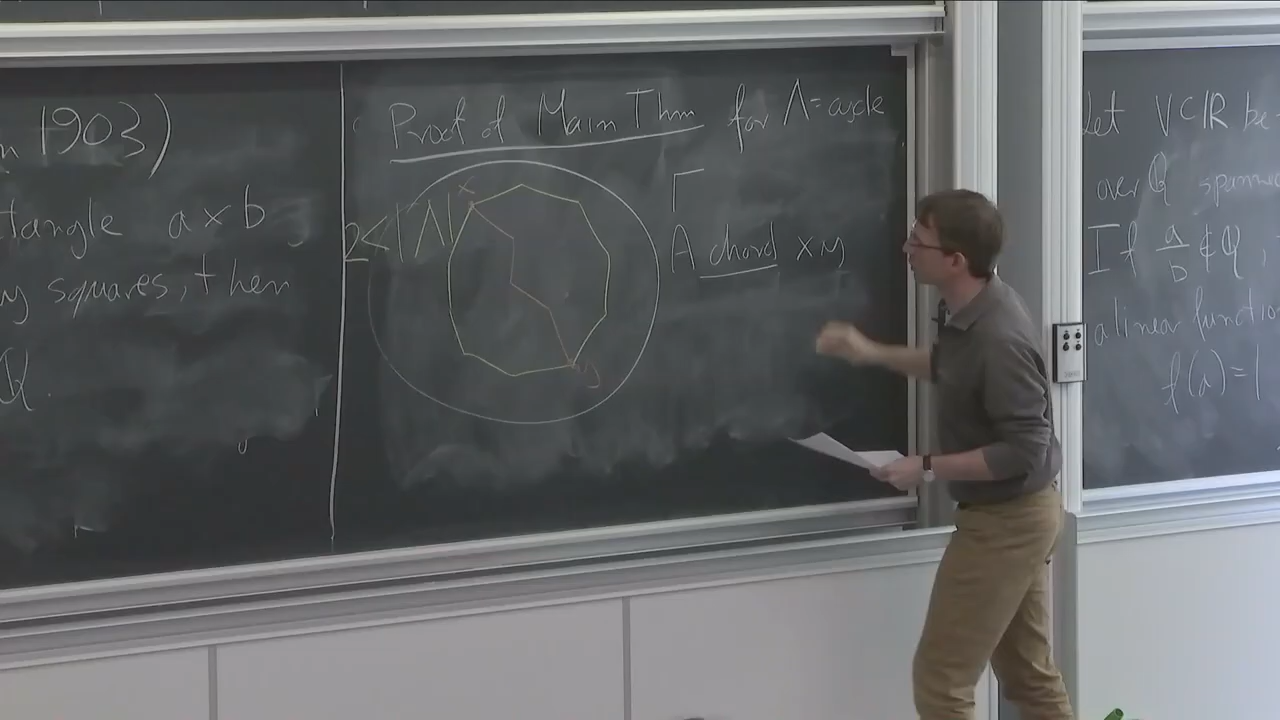 n 1903)
tangle a x b
y squares, then
Q.
Proof of Main Thm for Λ=cycle
Γ
A chord xy
2<|Λ|
x
y
Let V⊂ℝ be
over ℚ spanned
If a/b ∉ ℚ,
a linear functio
f(a)=1